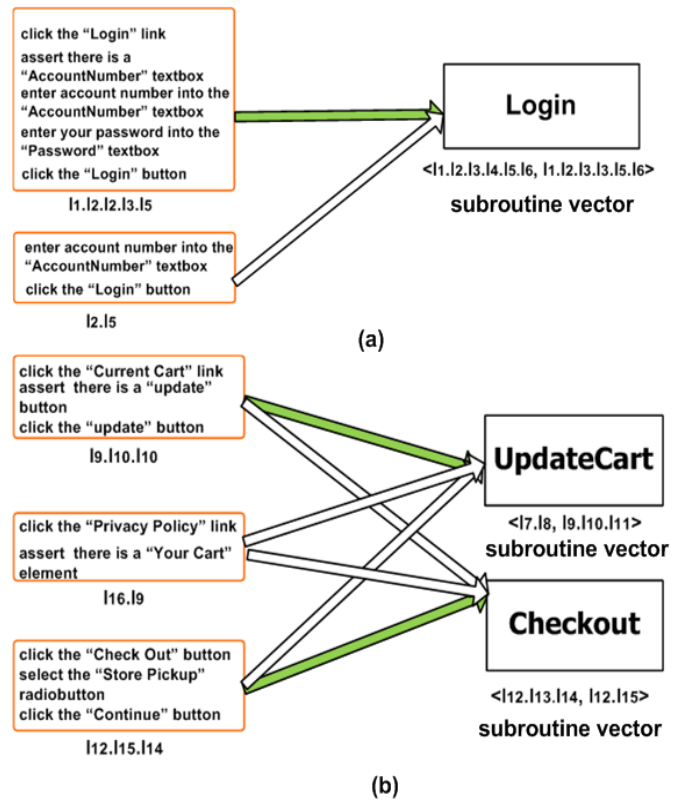 click the “Login” link
assert there is a
“AccountNumber” textbox
enter account number into the
“AccountNumber” textbox
enter your password into the
“Password” textbox
click the “Login” button
l1.l2.l2.l3.l5
Login
<l1.l2.l3.l4.l5.l6, l1.l2.l3.l3.l5.l6>
subroutine vector
enter account number into the
“AccountNumber” textbox
click the “Login” button
l2.l5
(a)
click the “Current Cart” link
assert there is a “update”
button
click the “update” button
l9.l10.l10
UpdateCart
<l7.l8, l9.l10.l11>
subroutine vector
click the “Privacy Policy” link
assert there is a “Your Cart”
element
l16.l9
Checkout
<l12.l13.l14, l12.l15>
subroutine vector
click the “Check Out” button
select the “Store Pickup”
radiobutton
click the “Continue” button
l12.l15.l14
(b)